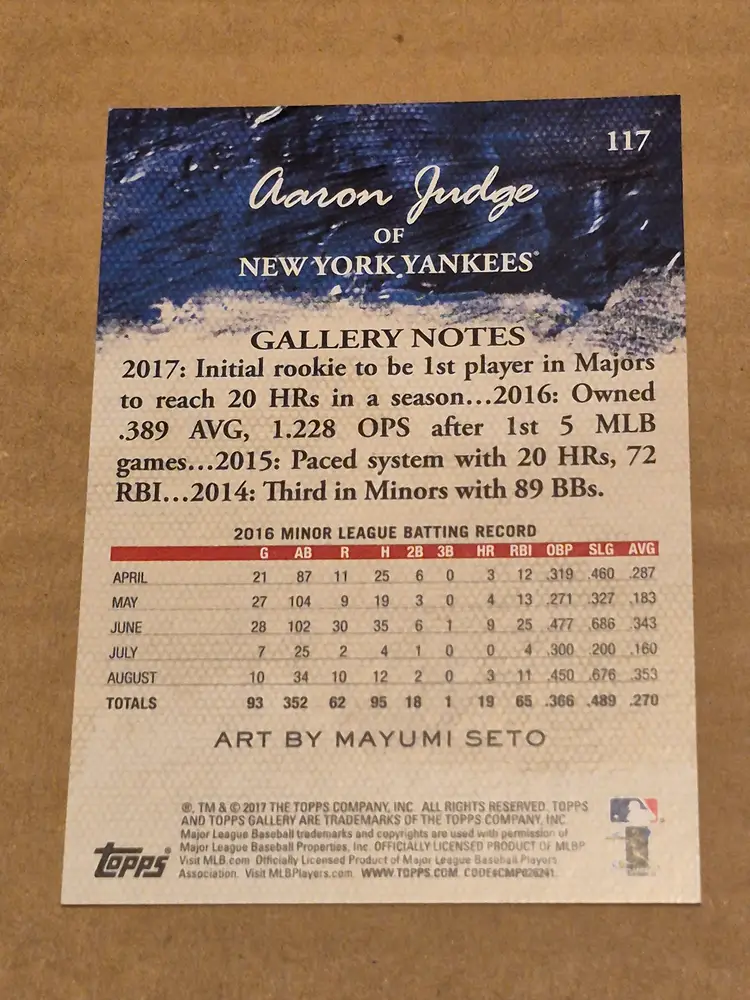 117
Aaron Judge
OF
NEW YORK YANKEES
GALLERY NOTES
2017: Initial rookie to be 1st player in Majors
to reach 20 HRs in a season...2016: Owned
.389 AVG, 1.228 OPS after 1st 5 MLB
games...2015: Paced system with 20 HRs, 72
RBI...2014: Third in Minors with 89 BBs.
2016 MINOR LEAGUE BATTING RECORD
G AB R H 2B 3B HR RBI OBP SLG AVG
APRIL 21 87 11 25 6 0 3 12 .319 .460 .287
MAY 27 104 9 19 3 0 4 13 .271 .327 .183
JUNE 28 102 30 35 6 1 9 25 .477 .686 .343
JULY 7 25 2 4 1 0 0 4 .300 .200 .160
AUGUST 10 34 10 12 2 0 3 11 .450 .676 .353
TOTALS 93 352 62 95 18 1 19 65 .366 .489 .270
ART BY MAYUMI SETO
®, TM & © 2017 THE TOPPS COMPANY, INC. ALL RIGHTS RESERVED. TOPPS
AND TOPPS GALLERY ARE TRADEMARKS OF THE TOPPS COMPANY, INC.
Major League Baseball trademarks and copyrights are used with permission of
Major League Baseball Properties, Inc. OFFICIALLY LICENSED PRODUCT OF MLBP
Visit MLB.com Officially Licensed Product of Major League Baseball Players
Association. Visit MLBPlayers.com WWW.TOPPS.COM. CODE#CMP026241
TOPPS®